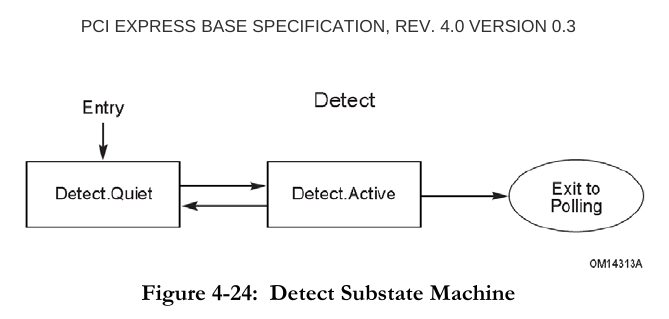 PCI EXPRESS BASE SPECIFICATION, REV. 4.0 VERSION 0.3
Detect
Entry
Detect.Quiet
Detect.Active
Exit to
Polling
OM14313A
Figure 4-24: Detect Substate Machine